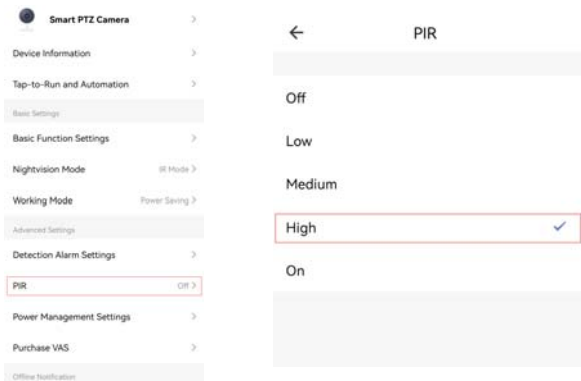 Smart PTZ Camera
Device Information
Tap-to-Run and Automation
Basic Settings
Basic Function Settings
Nightvision Mode IR Mode
Working Mode Power Saving
Advanced Settings
Detection Alarm Settings
PIR Off
Power Management Settings
Purchase VAS
Offline Notification
PIR
Off
Low
Medium
High
On